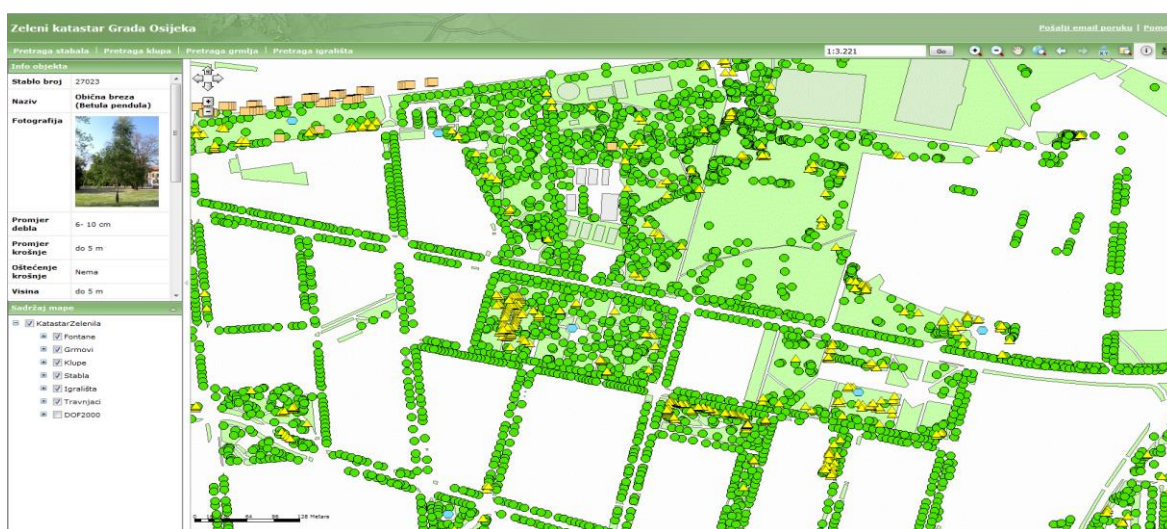 Zeleni katastar Grada Osijeka
Pošalji email poruku | Pomo
Pretraga stabala | Pretraga klupa | Pretraga grmlja | Pretraga igrališta
1:3.221 Go
Info objekta
Stablo broj 27023
Naziv Obična breza
(Betula pendula)
Fotografija
Promjer
debla 6- 10 cm
Promjer
krošnje do 5 m
Oštećenje
krošnje Nema
Visina do 5 m
Sadržaj mape
KatastarZelenila
Fontane
Grmovi
Klupe
Stabla
Igrališta
Travnjaci
DOF2000
128 Metara